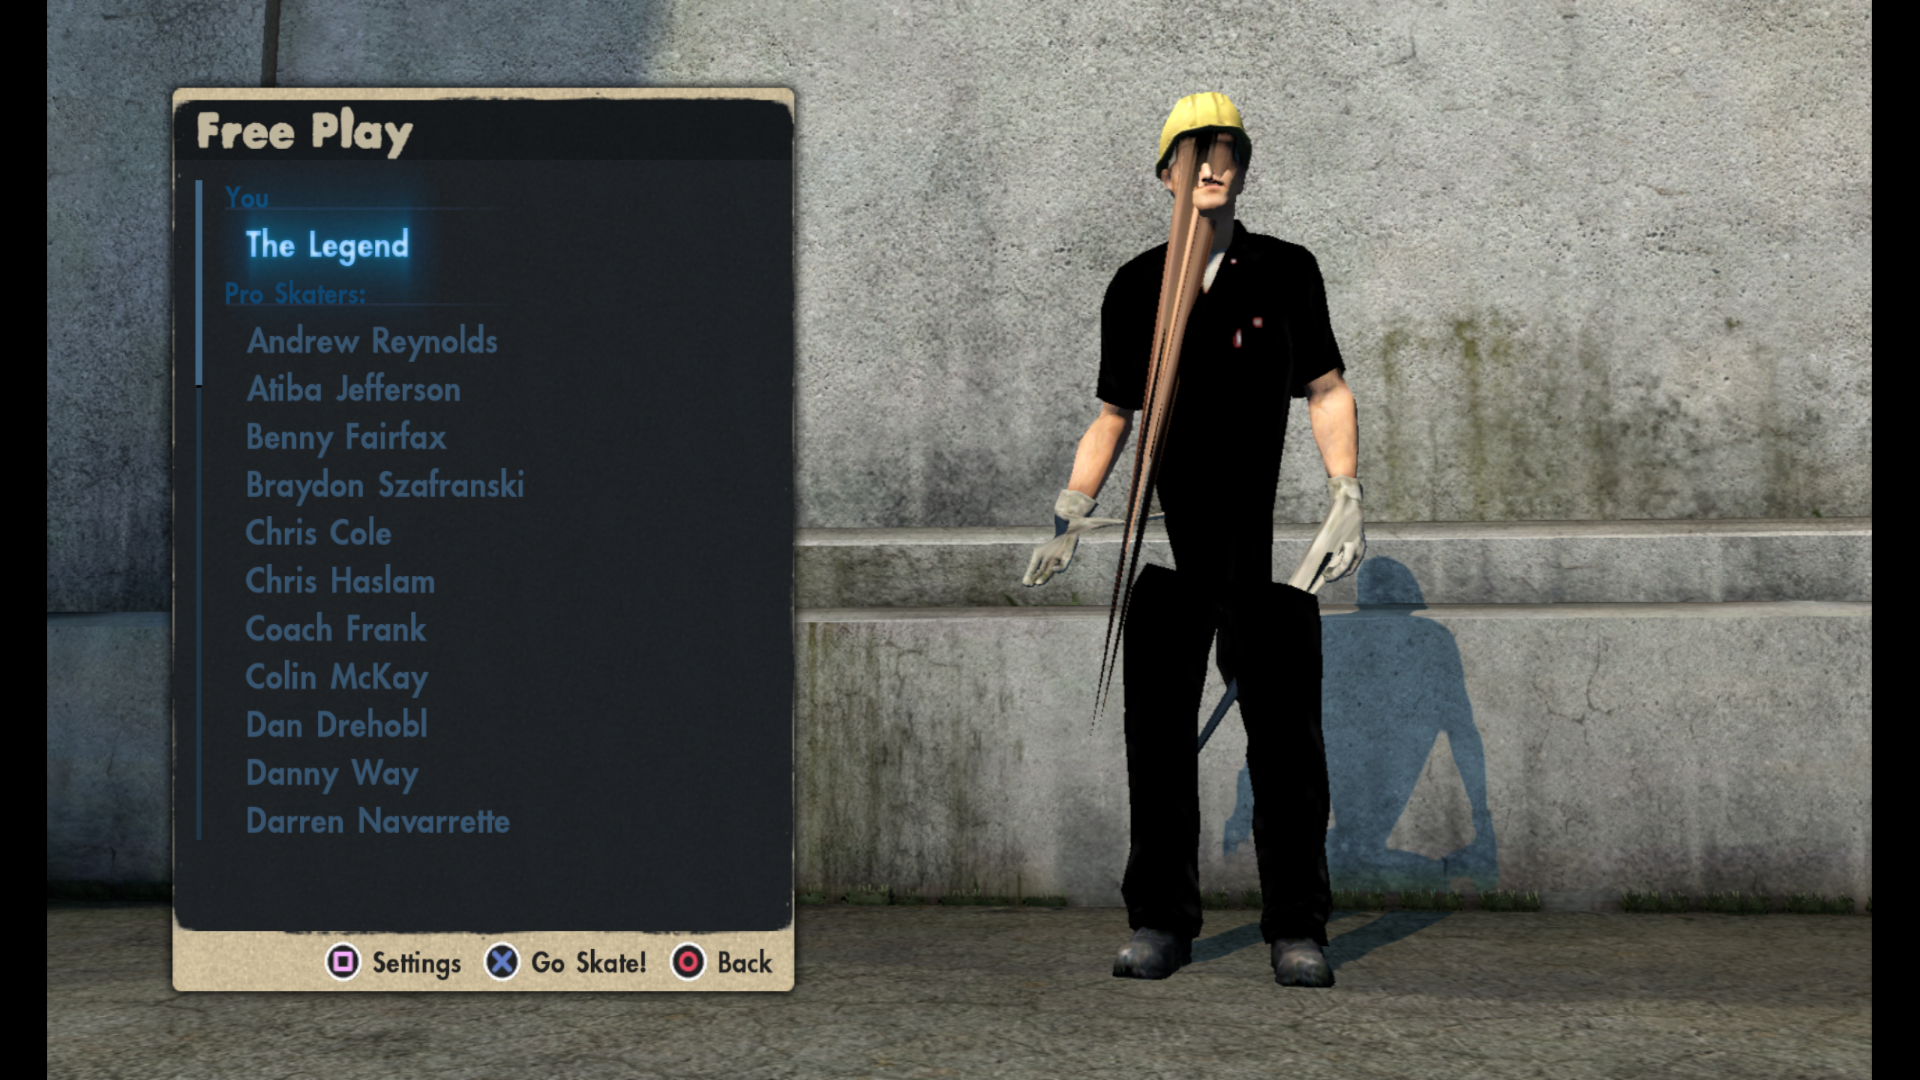 Free Play
You
The Legend
Pro Skaters:
Andrew Reynolds
Atiba Jefferson
Benny Fairfax
Braydon Szafranski
Chris Cole
Chris Haslam
Coach Frank
Colin McKay
Dan Drehobl
Danny Way
Darren Navarrette
Settings Go Skate! Back